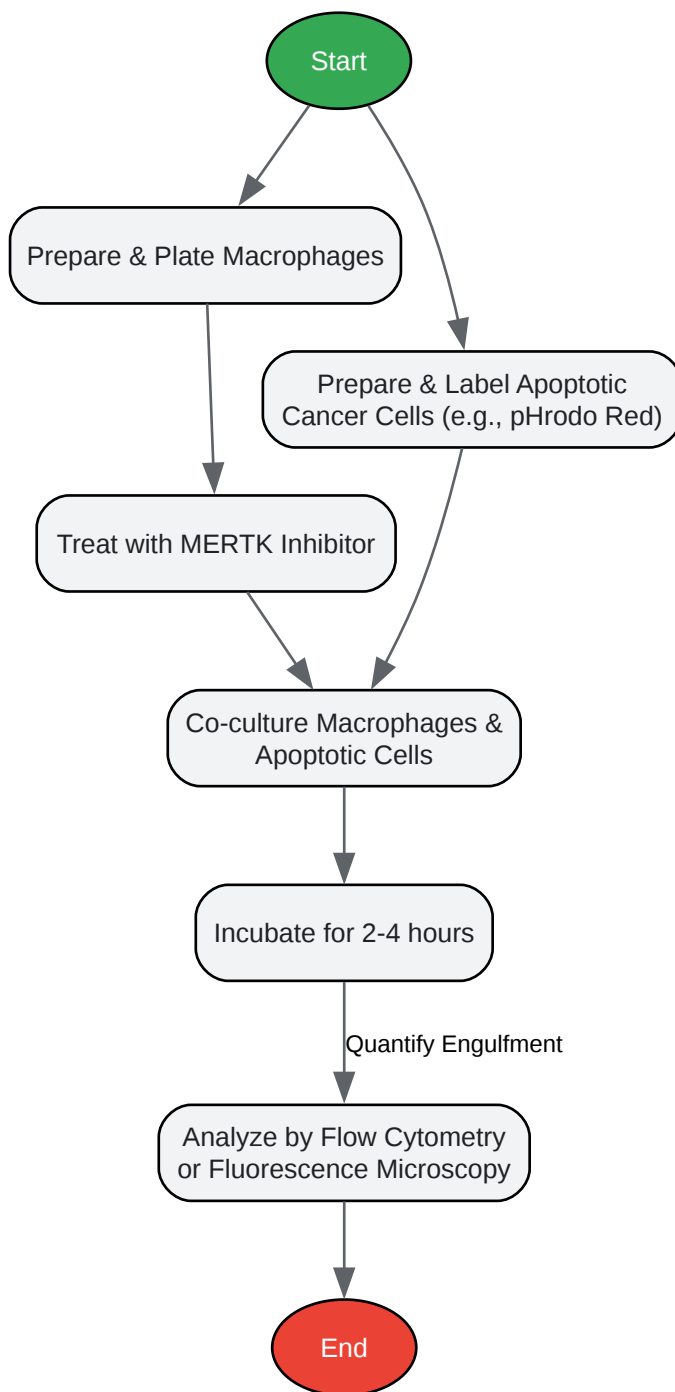 Start
Prepare & Plate Macrophages
Prepare & Label Apoptotic
Cancer Cells (e.g., pHrodo Red)
Treat with MERTK Inhibitor
Co-culture Macrophages &
Apoptotic Cells
Incubate for 2-4 hours
Quantify Engulfment
Analyze by Flow Cytometry
or Fluorescence Microscopy
End